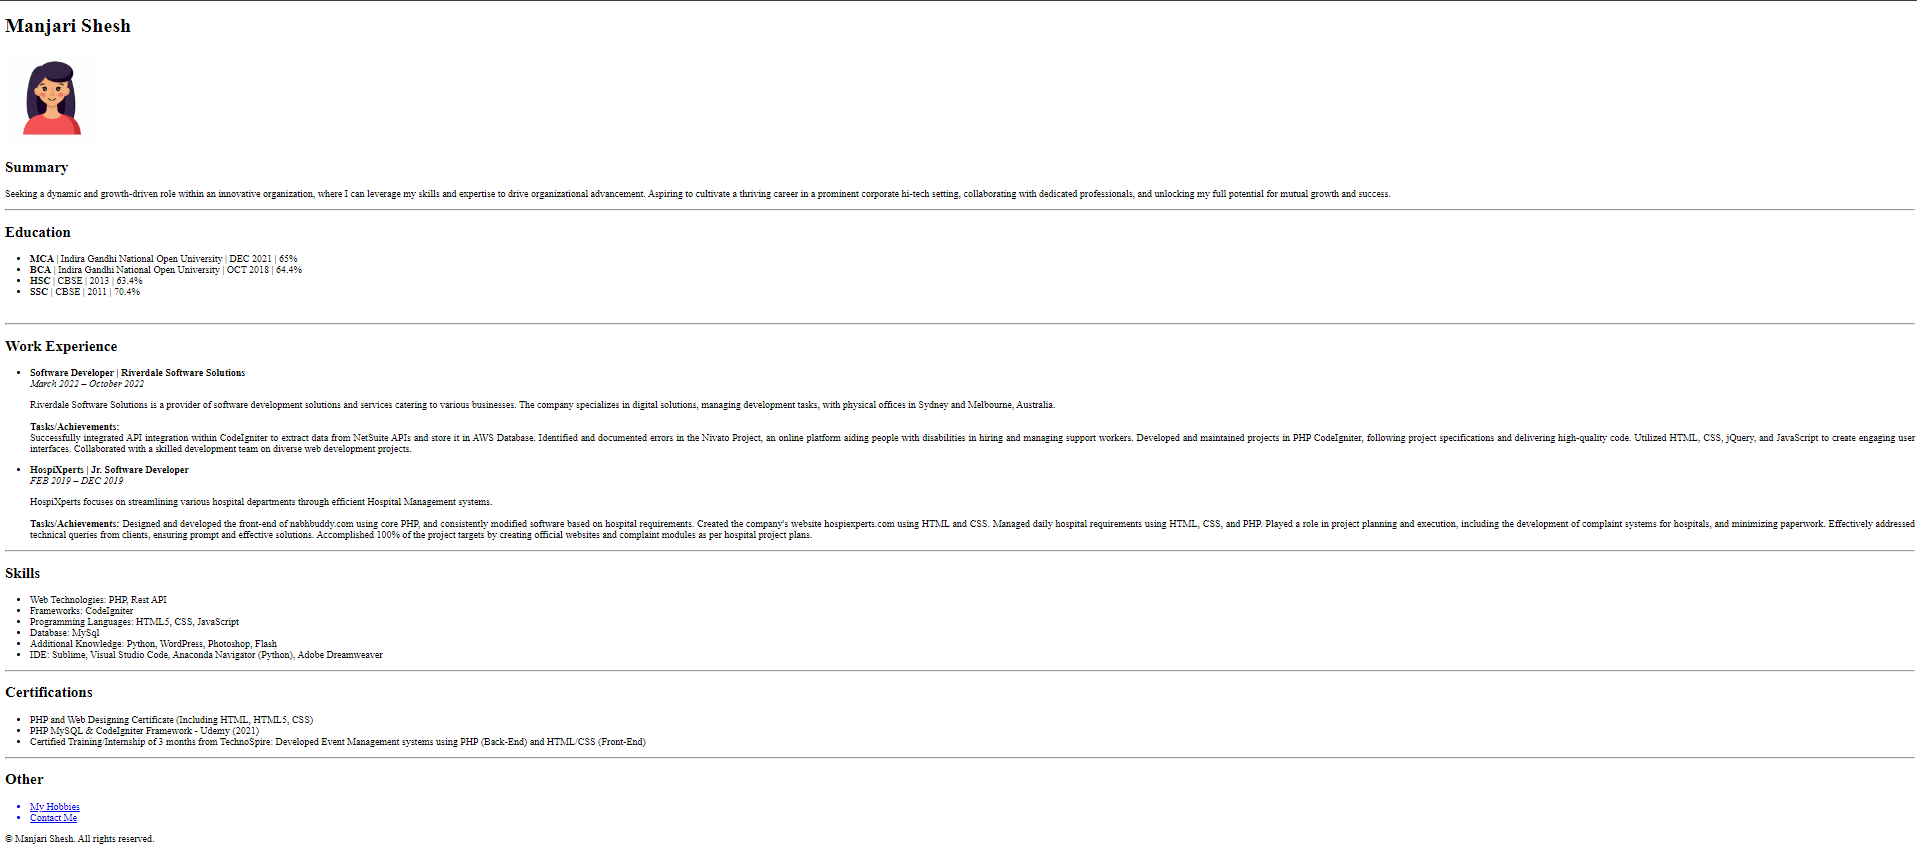 Manjari Shesh
Summary
Seeking a dynamic and growth-driven role within an innovative organization, where I can leverage my skills and expertise to drive organizational advancement. Aspiring to cultivate a thriving career in a prominent corporate hi-tech setting, collaborating with dedicated professionals, and unlocking my full potential for mutual growth and success.
Education
• MCA | Indira Gandhi National Open University | DEC 2021 | 65%
• BCA | Indira Gandhi National Open University | OCT 2018 | 64.4%
• HSC | CBSE | 2013 | 63.4%
• SSC | CBSE | 2011 | 70.4%
Work Experience
• Software Developer | Riverdale Software Solutions
March 2022 – October 2022
Riverdale Software Solutions is a provider of software development solutions and services catering to various businesses. The company specializes in digital solutions, managing development tasks, with physical offices in Sydney and Melbourne, Australia.
Tasks/Achievements:
Successfully integrated API integration within CodeIgniter to extract data from NetSuite APIs and store it in AWS Database. Identified and documented errors in the Nivato Project, an online platform aiding people with disabilities in hiring and managing support workers. Developed and maintained projects in PHP CodeIgniter, following project specifications and delivering high-quality code. Utilized HTML, CSS, jQuery, and JavaScript to create engaging user
interfaces. Collaborated with a skilled development team on diverse web development projects.
• HospiXperts | Jr. Software Developer
FEB 2019 – DEC 2019
HospiXperts focuses on streamlining various hospital departments through efficient Hospital Management systems.
Tasks/Achievements: Designed and developed the front-end of nabhbuddy.com using core PHP, and consistently modified software based on hospital requirements. Created the company's website hospiexperts.com using HTML and CSS. Managed daily hospital requirements using HTML, CSS, and PHP. Played a role in project planning and execution, including the development of complaint systems for hospitals, and minimizing paperwork. Effectively addressed
technical queries from clients, ensuring prompt and effective solutions. Accomplished 100% of the project targets by creating official websites and complaint modules as per hospital project plans.
Skills
• Web Technologies: PHP, Rest API
• Frameworks: CodeIgniter
• Programming Languages: HTML5, CSS, JavaScript
• Database: MySql
• Additional Knowledge: Python, WordPress, Photoshop, Flash
• IDE: Sublime, Visual Studio Code, Anaconda Navigator (Python), Adobe Dreamweaver
Certifications
• PHP and Web Designing Certificate (Including HTML, HTML5, CSS)
• PHP MySQL & CodeIgniter Framework - Udemy (2021)
• Certified Training/Internship of 3 months from TechnoSpire: Developed Event Management systems using PHP (Back-End) and HTML/CSS (Front-End)
Other
• My Hobbies
• Contact Me
© Manjari Shesh. All rights reserved.